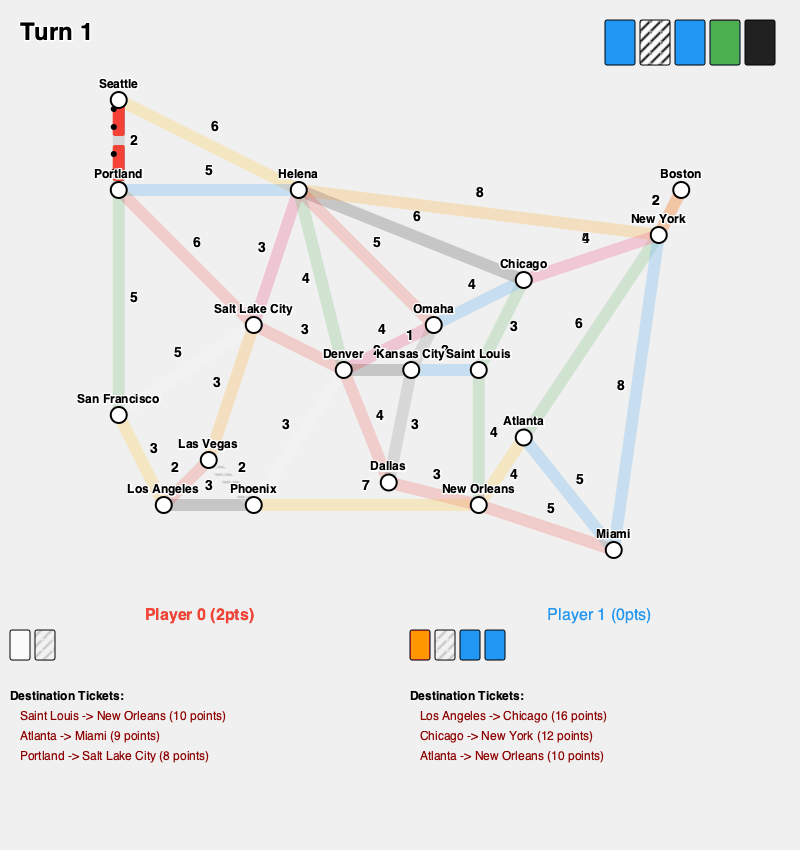 Turn 1
Seattle
6
2
Portland
5
Helena
8
Boston
2
New York
6
4
6
3
5
Chicago
4
4
5
Salt Lake City
3
4
Omaha
1
3
6
Denver
Kansas City
Saint Louis
5
3
3
4
3
8
San Francisco
Atlanta
3
Las Vegas
4
2
2
Dallas
3
4
5
Los Angeles
3
Phoenix
7
New Orleans
5
Miami
Player 0 (2pts)
Player 1 (0pts)
Destination Tickets:
Saint Louis -> New Orleans (10 points)
Atlanta -> Miami (9 points)
Portland -> Salt Lake City (8 points)
Destination Tickets:
Los Angeles -> Chicago (16 points)
Chicago -> New York (12 points)
Atlanta -> New Orleans (10 points)